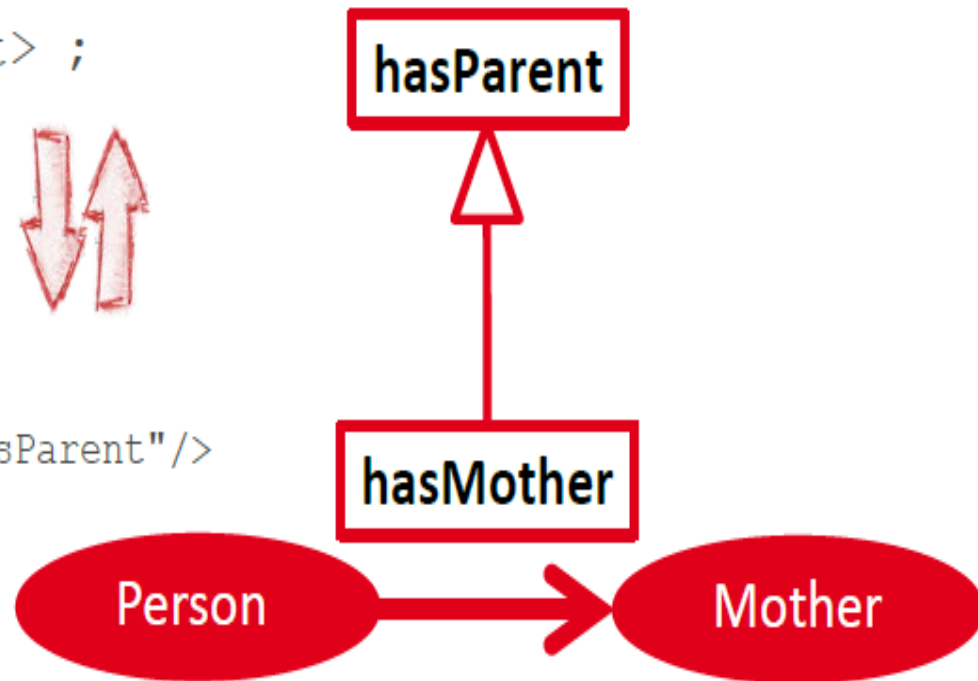 t> ;
hasParent
sParent"/>
hasMother
Person
Mother